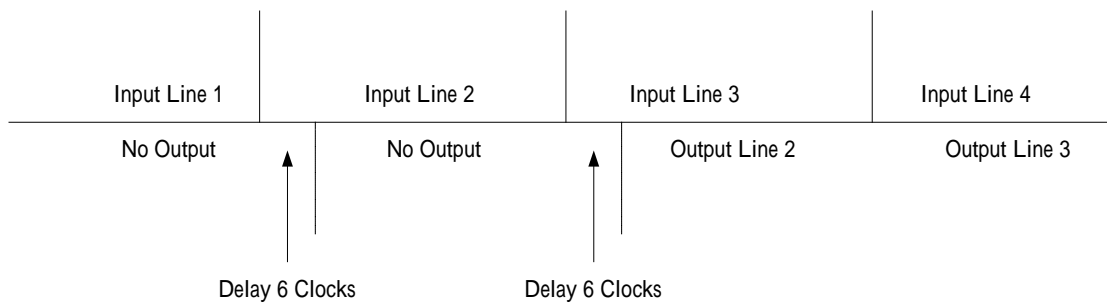 Input Line 1 Input Line 2 Input Line 3 Input Line 4
No Output No Output Output Line 2 Output Line 3
Delay 6 Clocks Delay 6 Clocks